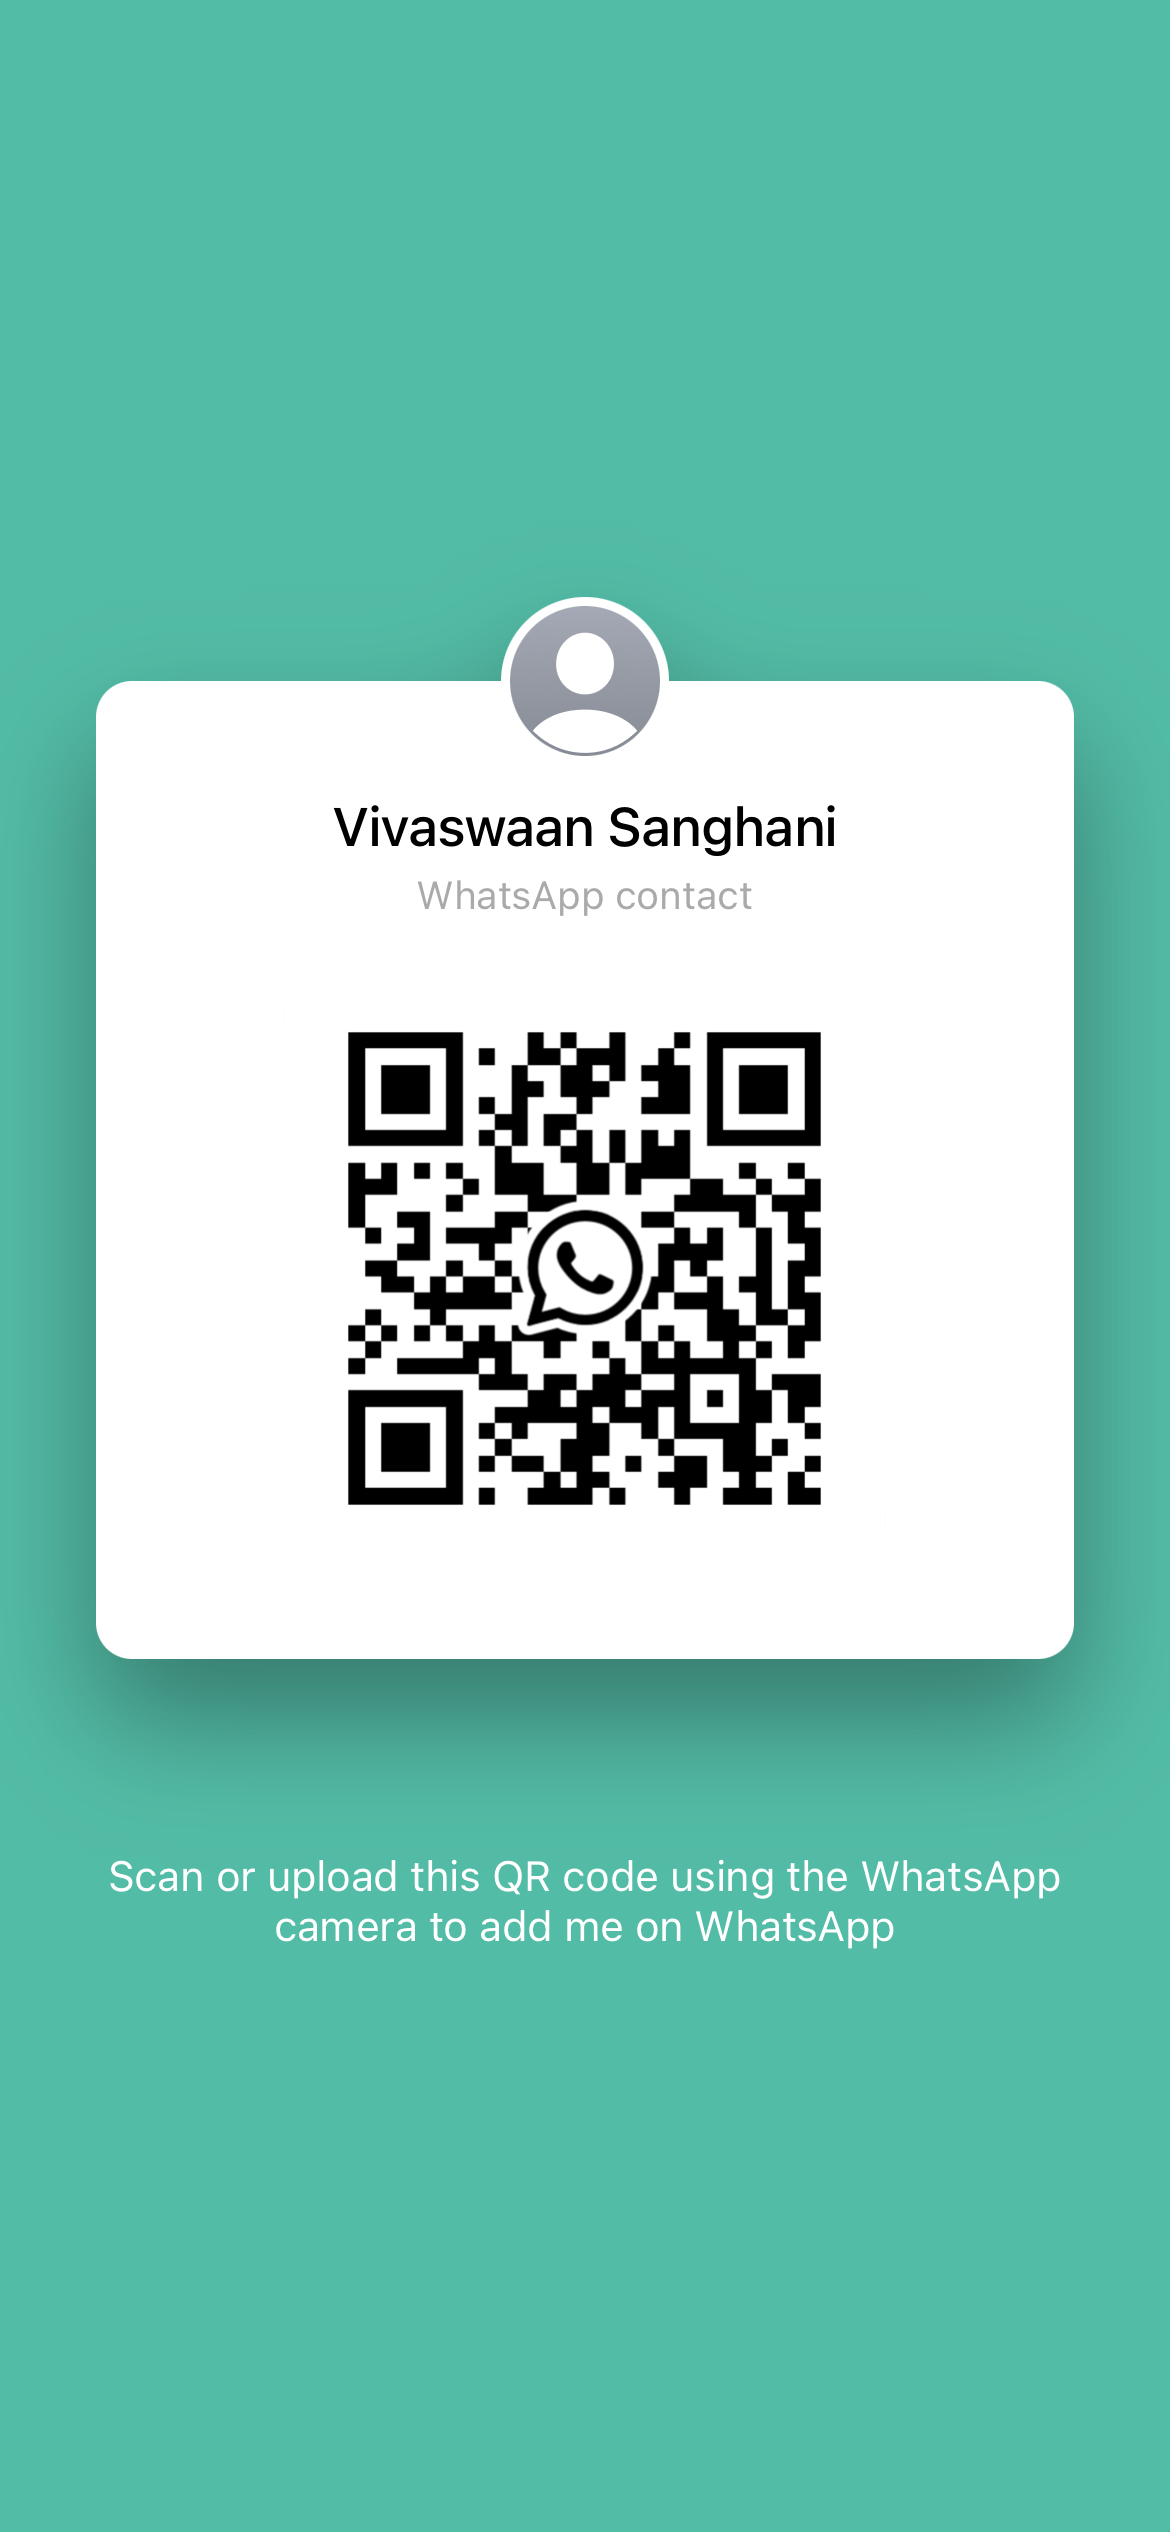 Vivaswaan Sanghani
WhatsApp contact
Scan or upload this QR code using the WhatsApp
camera to add me on WhatsApp